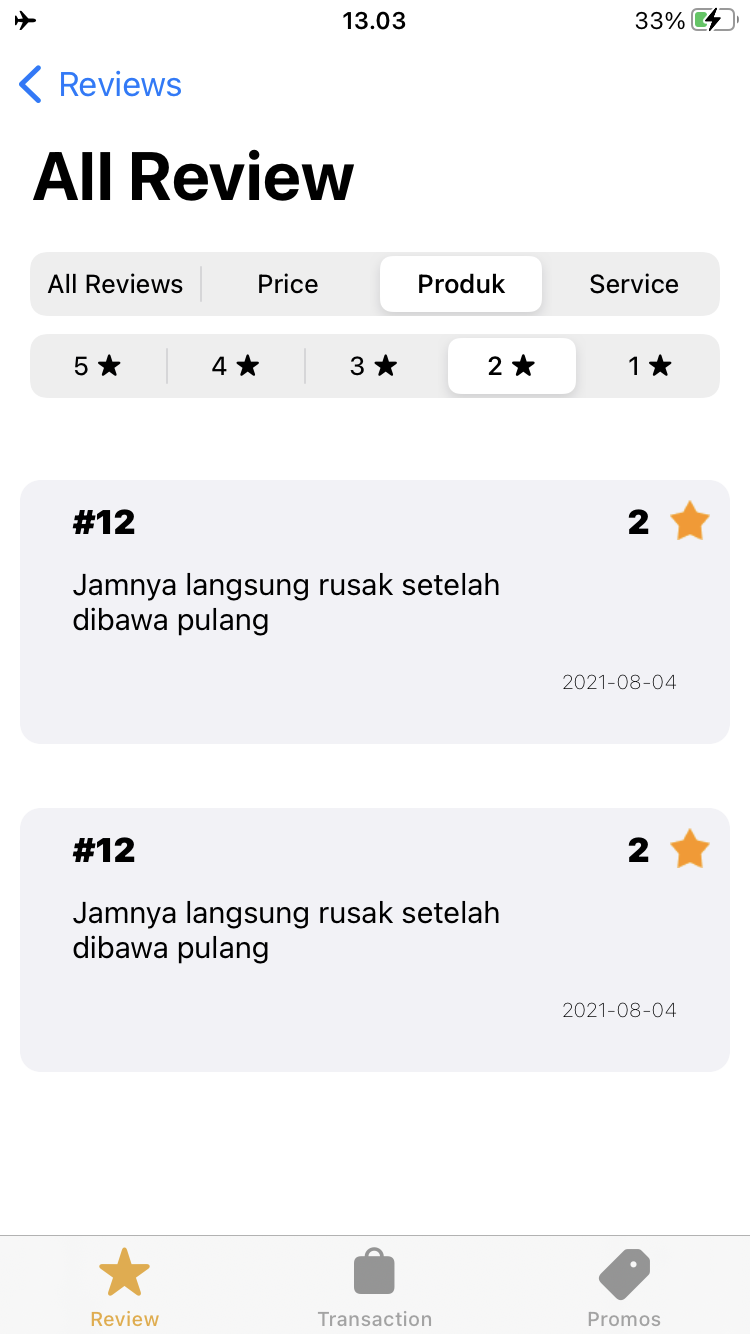 13.03
33%
Reviews
All Review
All Reviews Price Produk Service
5 ★ 4 ★ 3 ★ 2 ★ 1 ★
#12 2
Jamnya langsung rusak setelah
dibawa pulang
2021-08-04
#12 2
Jamnya langsung rusak setelah
dibawa pulang
2021-08-04
Review Transaction Promos